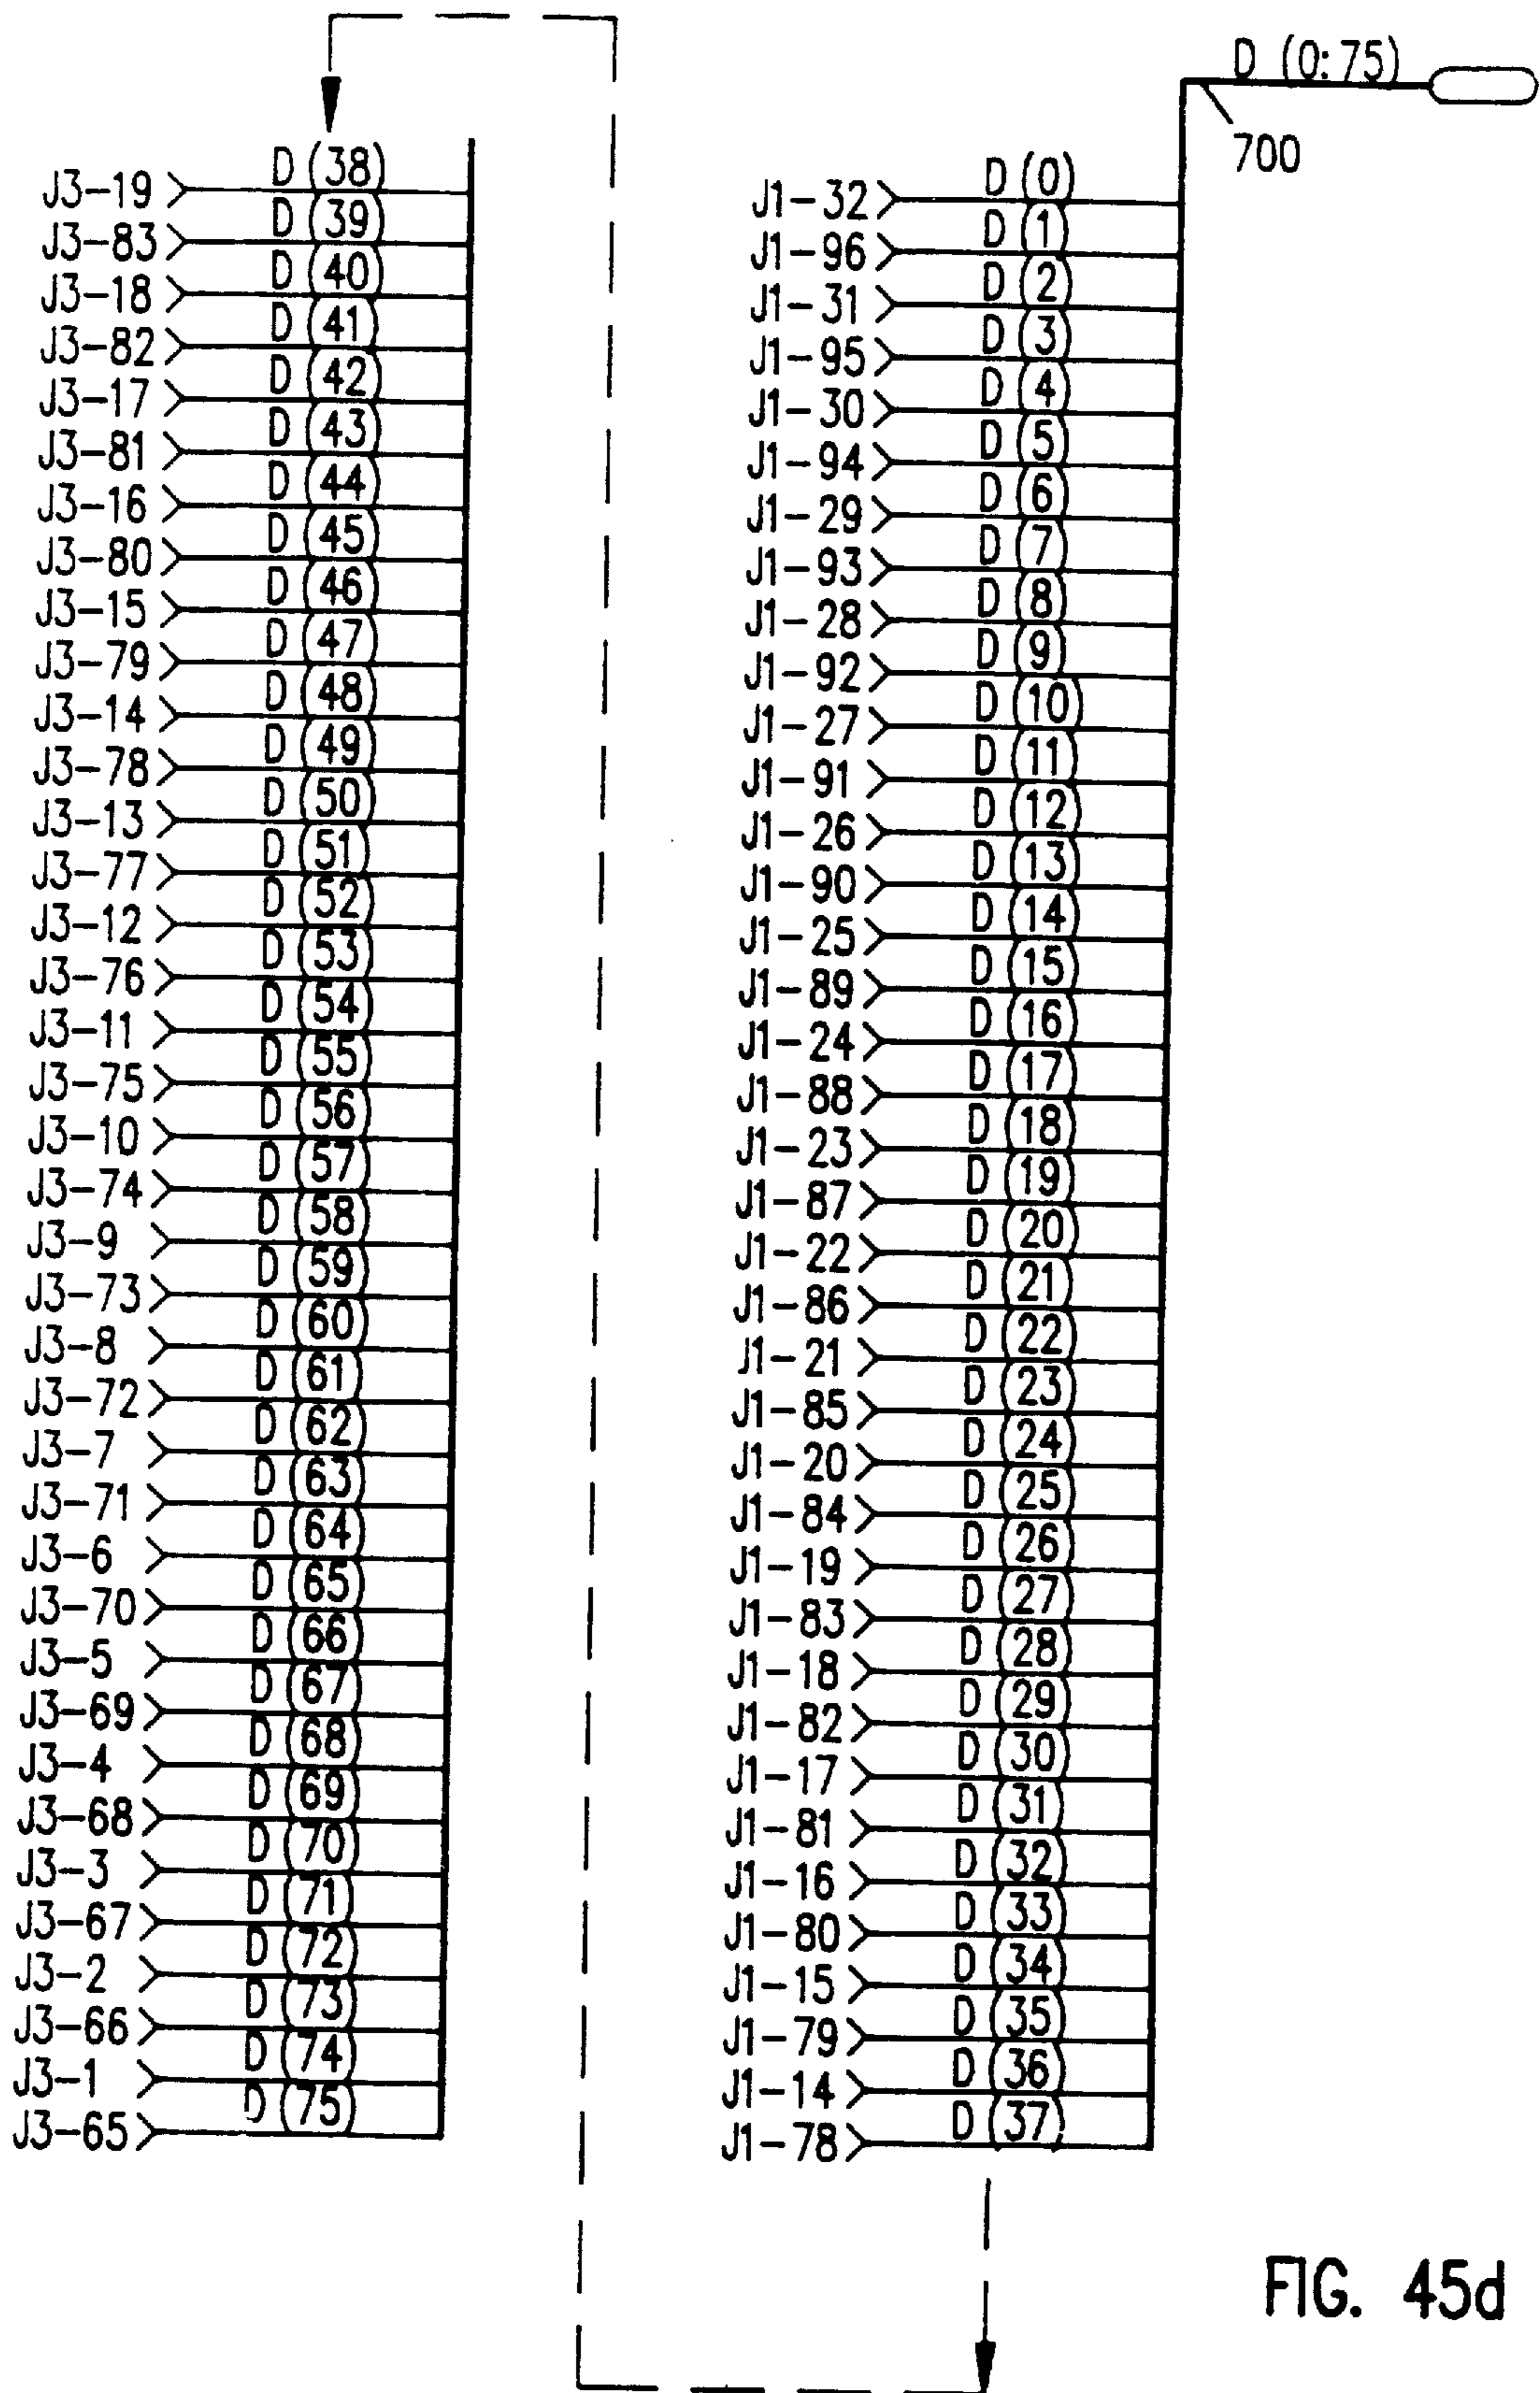 D (0:75)
700
J3-19 D (38)
J3-83 D (39)
J3-18 D (40)
J3-82 D (41)
J3-17 D (42)
J3-81 D (43)
J3-16 D (44)
J3-80 D (45)
J3-15 D (46)
J3-79 D (47)
J3-14 D (48)
J3-78 D (49)
J3-13 D (50)
J3-77 D (51)
J3-12 D (52)
J3-76 D (53)
J3-11 D (54)
J3-75 D (55)
J3-10 D (56)
J3-74 D (57)
J3-9 D (58)
J3-73 D (59)
J3-8 D (60)
J3-72 D (61)
J3-7 D (62)
J3-71 D (63)
J3-6 D (64)
J3-70 D (65)
J3-5 D (66)
J3-69 D (67)
J3-4 D (68)
J3-68 D (69)
J3-3 D (70)
J3-67 D (71)
J3-2 D (72)
J3-66 D (73)
J3-1 D (74)
J3-65 D (75)
J1-32 D (0)
J1-96 D (1)
J1-31 D (2)
J1-95 D (3)
J1-30 D (4)
J1-94 D (5)
J1-29 D (6)
J1-93 D (7)
J1-28 D (8)
J1-92 D (9)
J1-27 D (10)
J1-91 D (11)
J1-26 D (12)
J1-90 D (13)
J1-25 D (14)
J1-89 D (15)
J1-24 D (16)
J1-88 D (17)
J1-23 D (18)
J1-87 D (19)
J1-22 D (20)
J1-86 D (21)
J1-21 D (22)
J1-85 D (23)
J1-20 D (24)
J1-84 D (25)
J1-19 D (26)
J1-83 D (27)
J1-18 D (28)
J1-82 D (29)
J1-17 D (30)
J1-81 D (31)
J1-16 D (32)
J1-80 D (33)
J1-15 D (34)
J1-79 D (35)
J1-14 D (36)
J1-78 D (37)
FIG. 45d